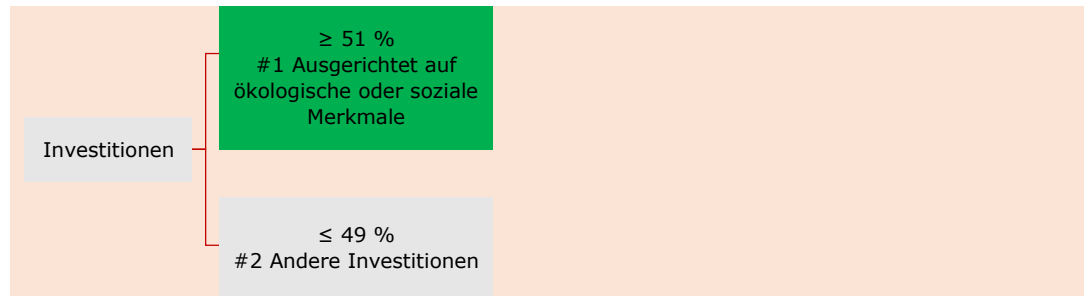 ≥ 51 %
#1 Ausgerichtet auf
ökologische oder soziale
Merkmale
Investitionen
≤ 49 %
#2 Andere Investitionen